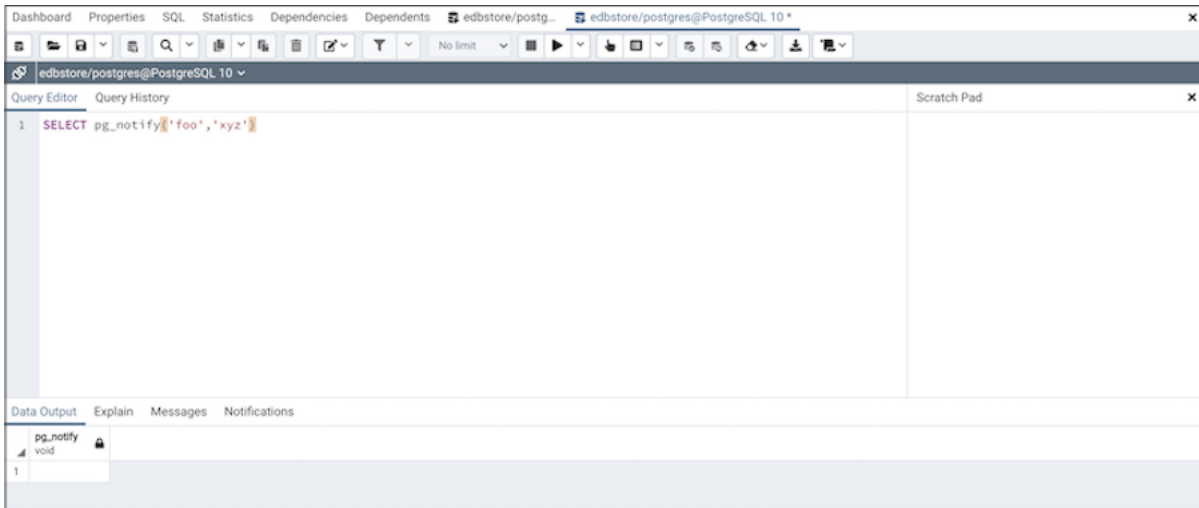 Dashboard Properties SQL Statistics Dependencies Dependents edbstore/postg... edbstore/postgres@PostgreSQL 10 *
No limit
edbstore/postgres@PostgreSQL 10
Query Editor Query History Scratch Pad
1 SELECT pg_notify('foo','xyz')
Data Output Explain Messages Notifications
pg_notify
void
1